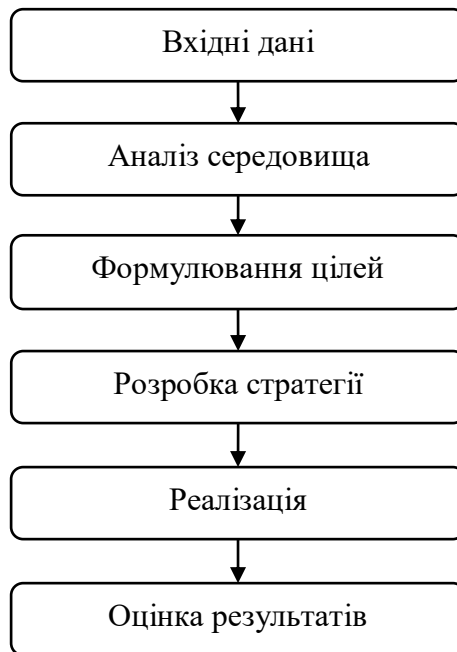 Вхідні дані
Аналіз середовища
Формулювання цілей
Розробка стратегії
Реалізація
Оцінка результатів